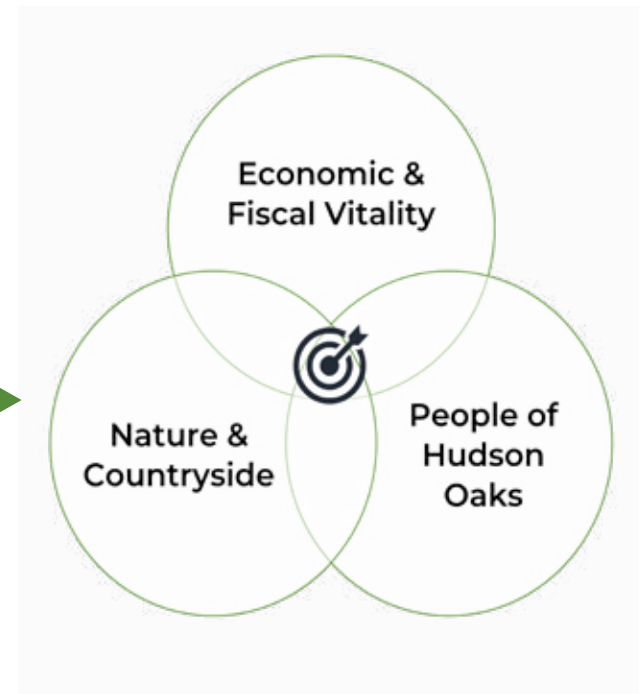 Economic &
Fiscal Vitality
Nature &
Countryside
People of
Hudson
Oaks